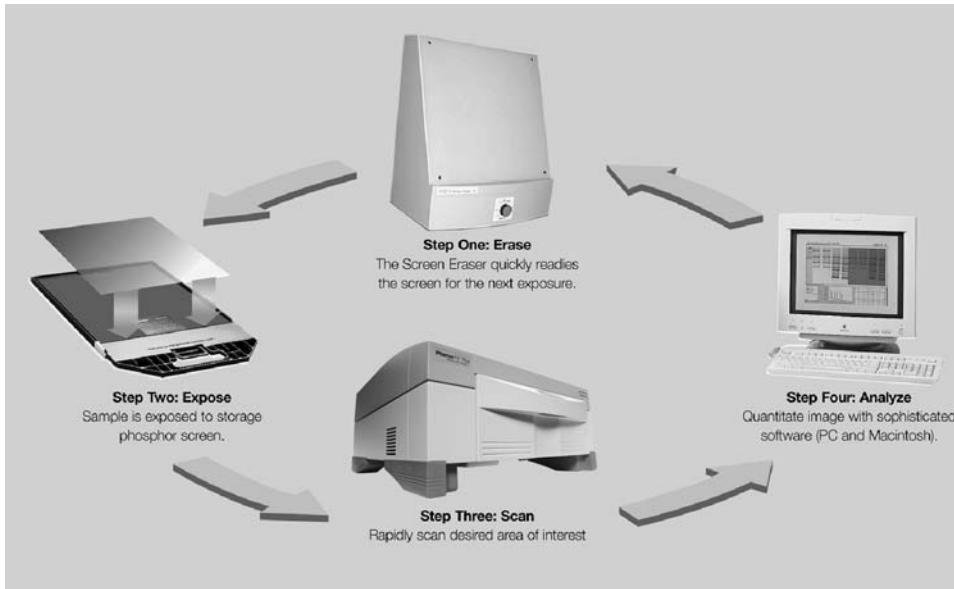 Step One: Erase
The Screen Eraser quickly readies
the screen for the next exposure.
Step Two: Expose
Sample is exposed to storage
phosphor screen.
Step Three: Scan
Rapidly scan desired area of interest
Step Four: Analyze
Quantitate image with sophisticated
software (PC and Macintosh).